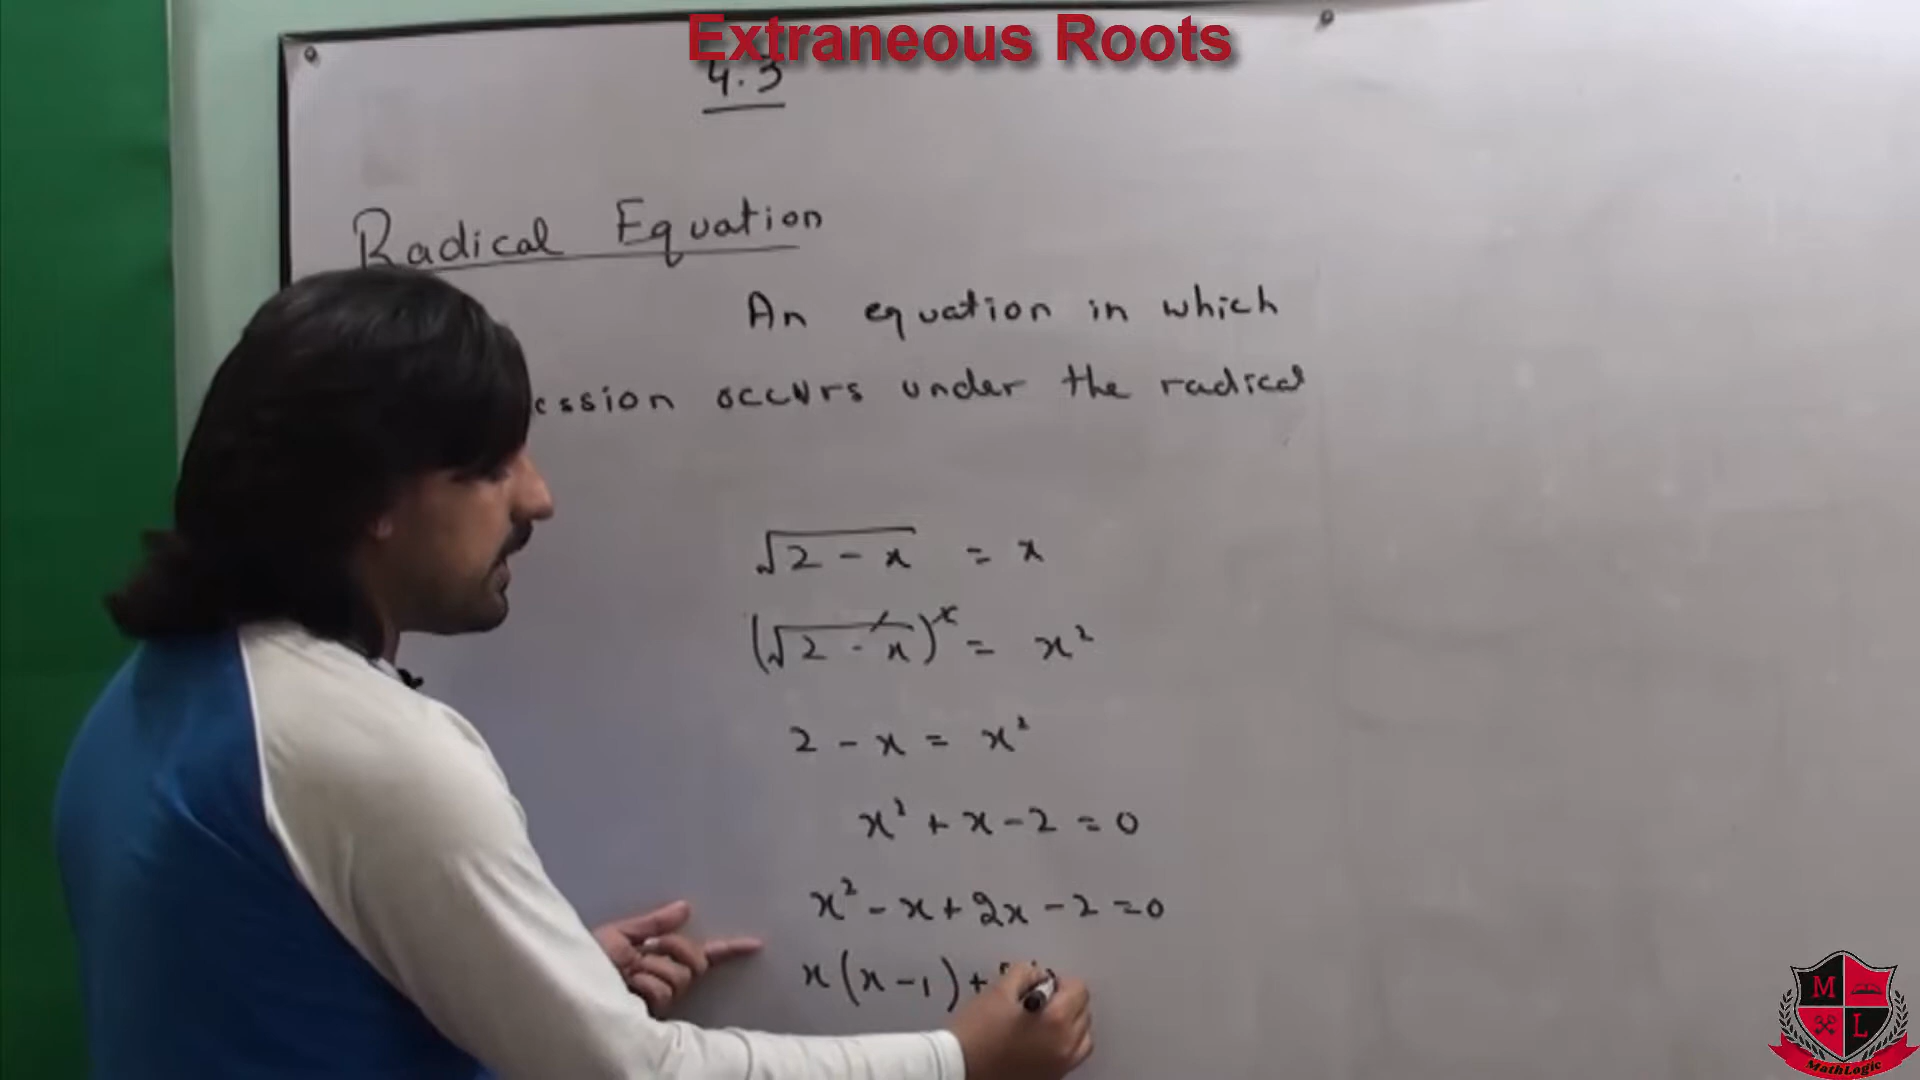 Extraneous Roots
4.3
Radical Equation
An equation in which
ession occurs under the radical
√2 - x = x
(√2 - x)² = x²
2 - x = x²
x² + x - 2 = 0
x² - x + 2x - 2 = 0
x(x - 1) +
M
L
MathLogic